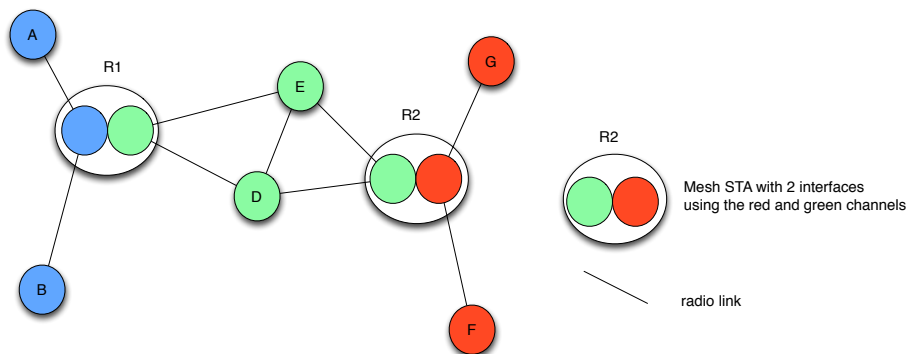 A
R1
E
G
R2
D
B
F
R2
Mesh STA with 2 interfaces
using the red and green channels
radio link